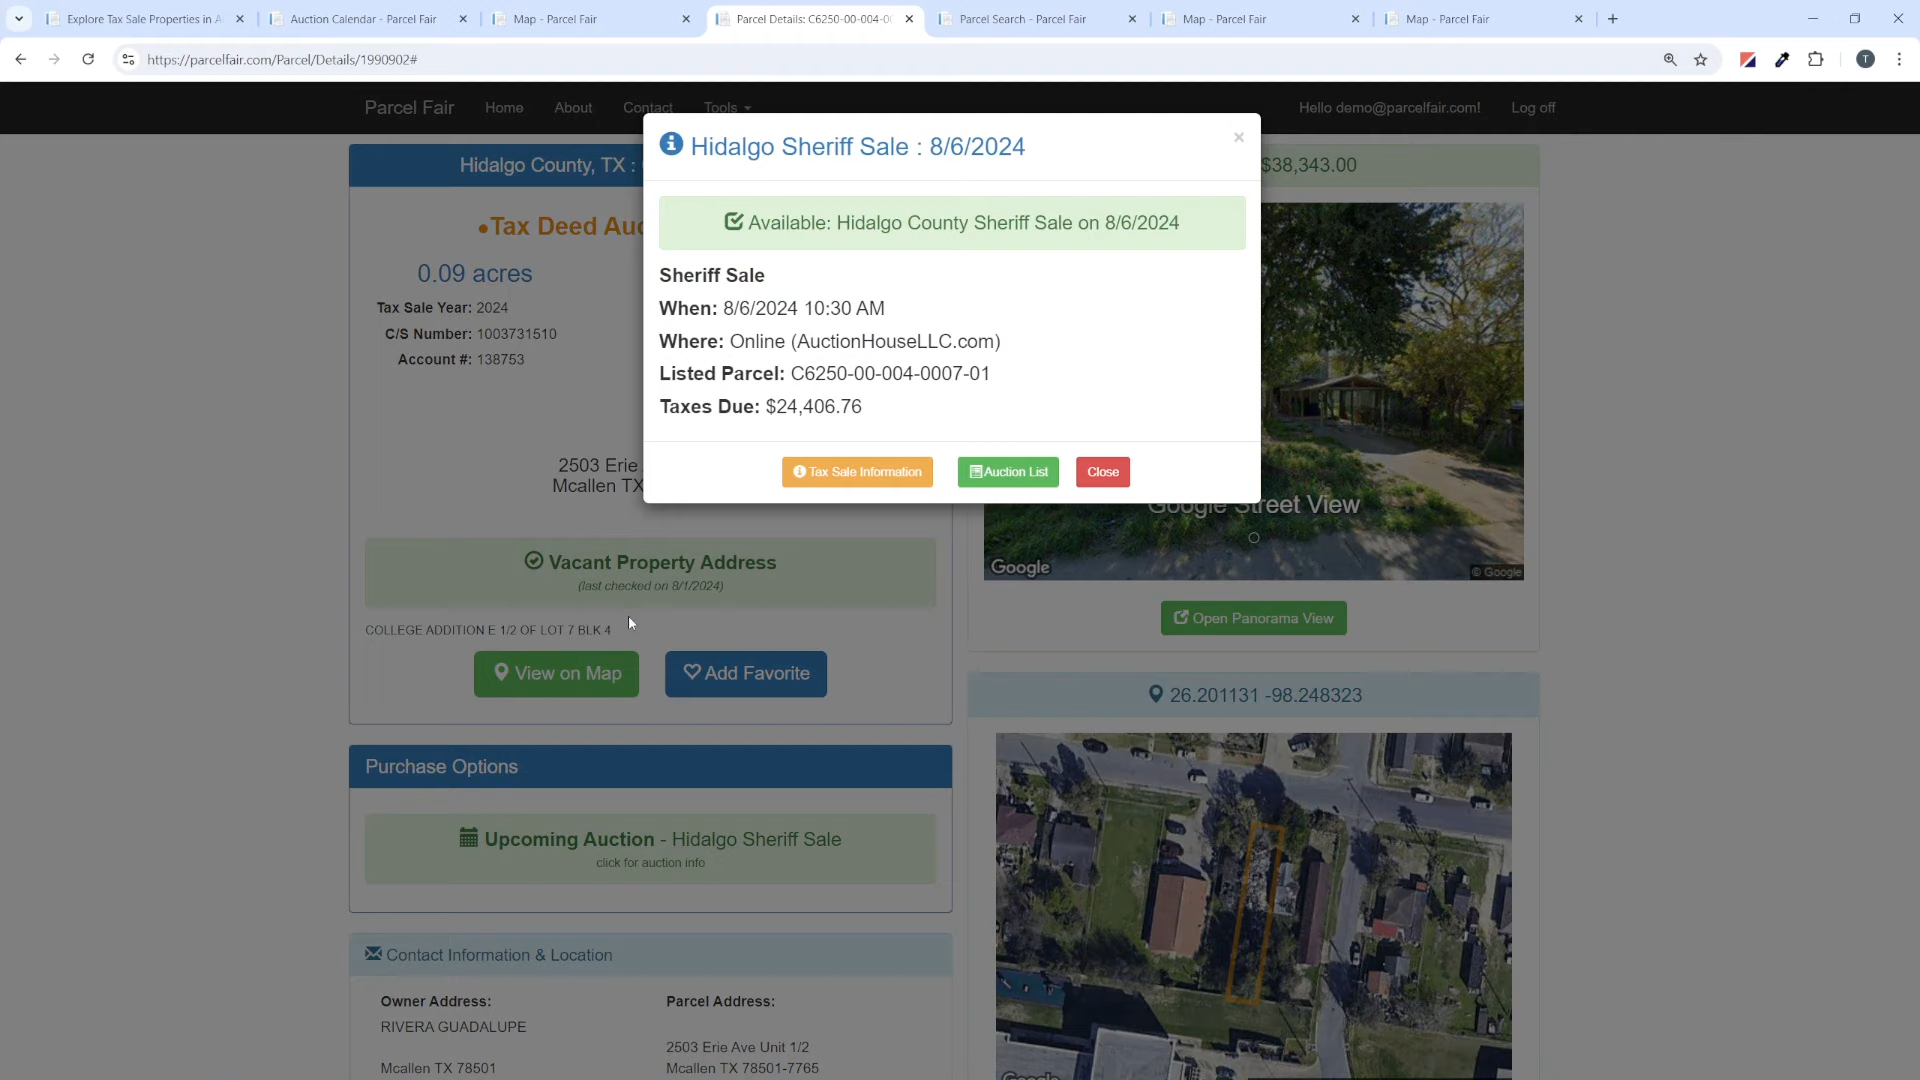 Explore Tax Sale Properties in A
Auction Calendar - Parcel Fair
Map - Parcel Fair
Parcel Details: C6250-00-004-0
Parcel Search - Parcel Fair
Map - Parcel Fair
Map - Parcel Fair
https://parcelfair.com/Parcel/Details/1990902#
T
Parcel Fair
Home
About
Contact
Tools
Hello demo@parcelfair.com!
Log off
Hidalgo County, TX :
$38,343.00
Hidalgo Sheriff Sale : 8/6/2024
×
Available: Hidalgo County Sheriff Sale on 8/6/2024
Sheriff Sale
When: 8/6/2024 10:30 AM
Where: Online (AuctionHouseLLC.com)
Listed Parcel: C6250-00-004-0007-01
Taxes Due: $24,406.76
Tax Sale Information
Auction List
Close
•Tax Deed Auc
0.09 acres
Tax Sale Year: 2024
C/S Number: 1003731510
Account #: 138753
2503 Erie
Mcallen TX
Vacant Property Address
(last checked on 8/1/2024)
COLLEGE ADDITION E 1/2 OF LOT 7 BLK 4
View on Map
Add Favorite
Purchase Options
Upcoming Auction - Hidalgo Sheriff Sale
click for auction info
Contact Information & Location
Owner Address:
RIVERA GUADALUPE
Mcallen TX 78501
Parcel Address:
2503 Erie Ave Unit 1/2
Mcallen TX 78501-7765
Google Street View
Google
© Google
Open Panorama View
26.201131 -98.248323
Google